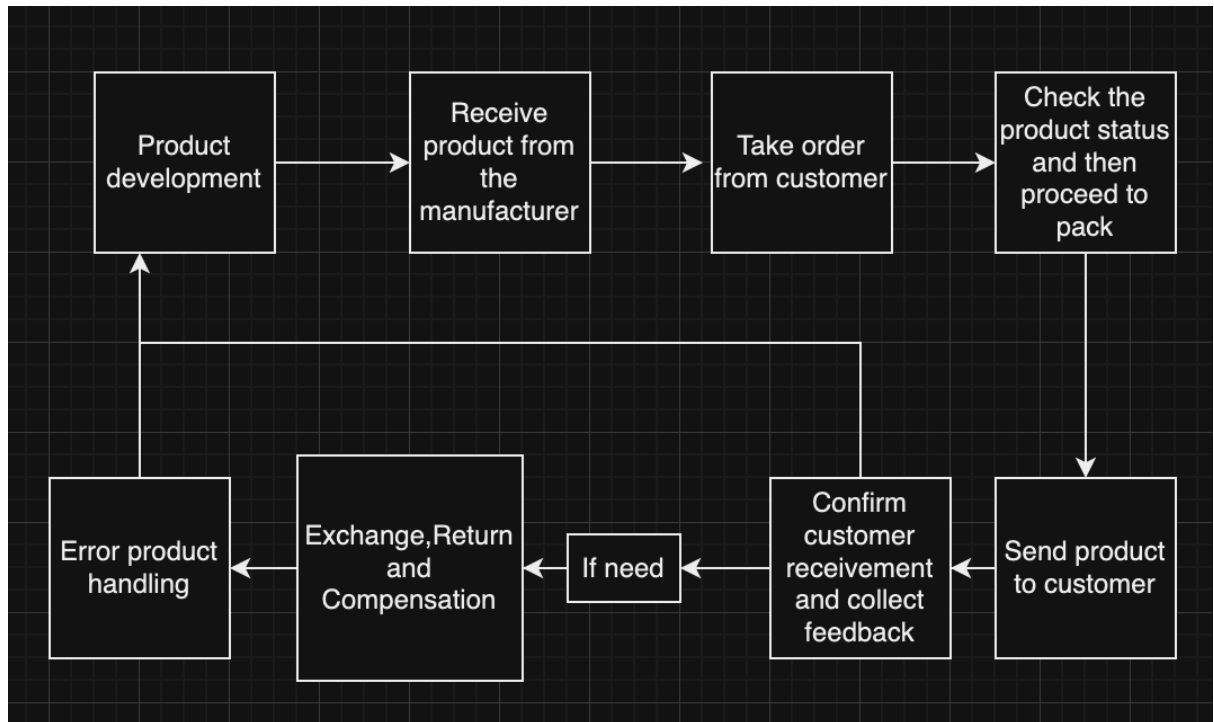 Product
development
Receive
product from
the
manufacturer
Take order
from customer
Check the
product status
and then
proceed to
pack
Error product
handling
Exchange,Return
and
Compensation
If need
Confirm
customer
receivement
and collect
feedback
Send product
to customer